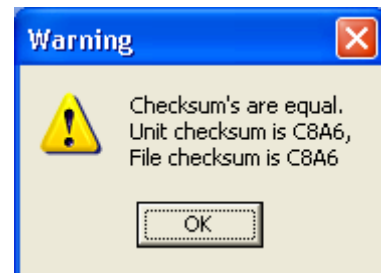 Warning
Checksum's are equal.
Unit checksum is C8A6,
File checksum is C8A6
OK